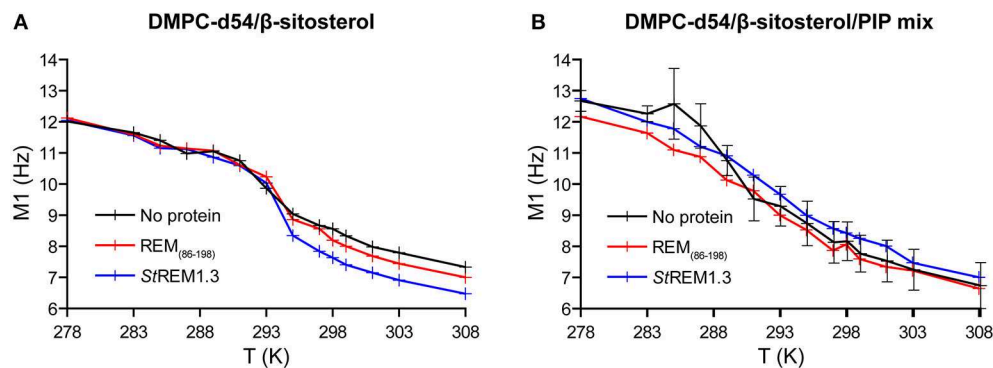 A
DMPC-d54/β-sitosterol
14
13
12
11
10
9
8
7
6
M1 (Hz)
No protein
REM(86-198)
StREM1.3
278
283
288
293
298
303
308
T (K)
B
DMPC-d54/β-sitosterol/PIP mix
14
13
12
11
10
9
8
7
6
M1 (Hz)
No protein
REM(86-198)
StREM1.3
278
283
288
293
298
303
308
T (K)